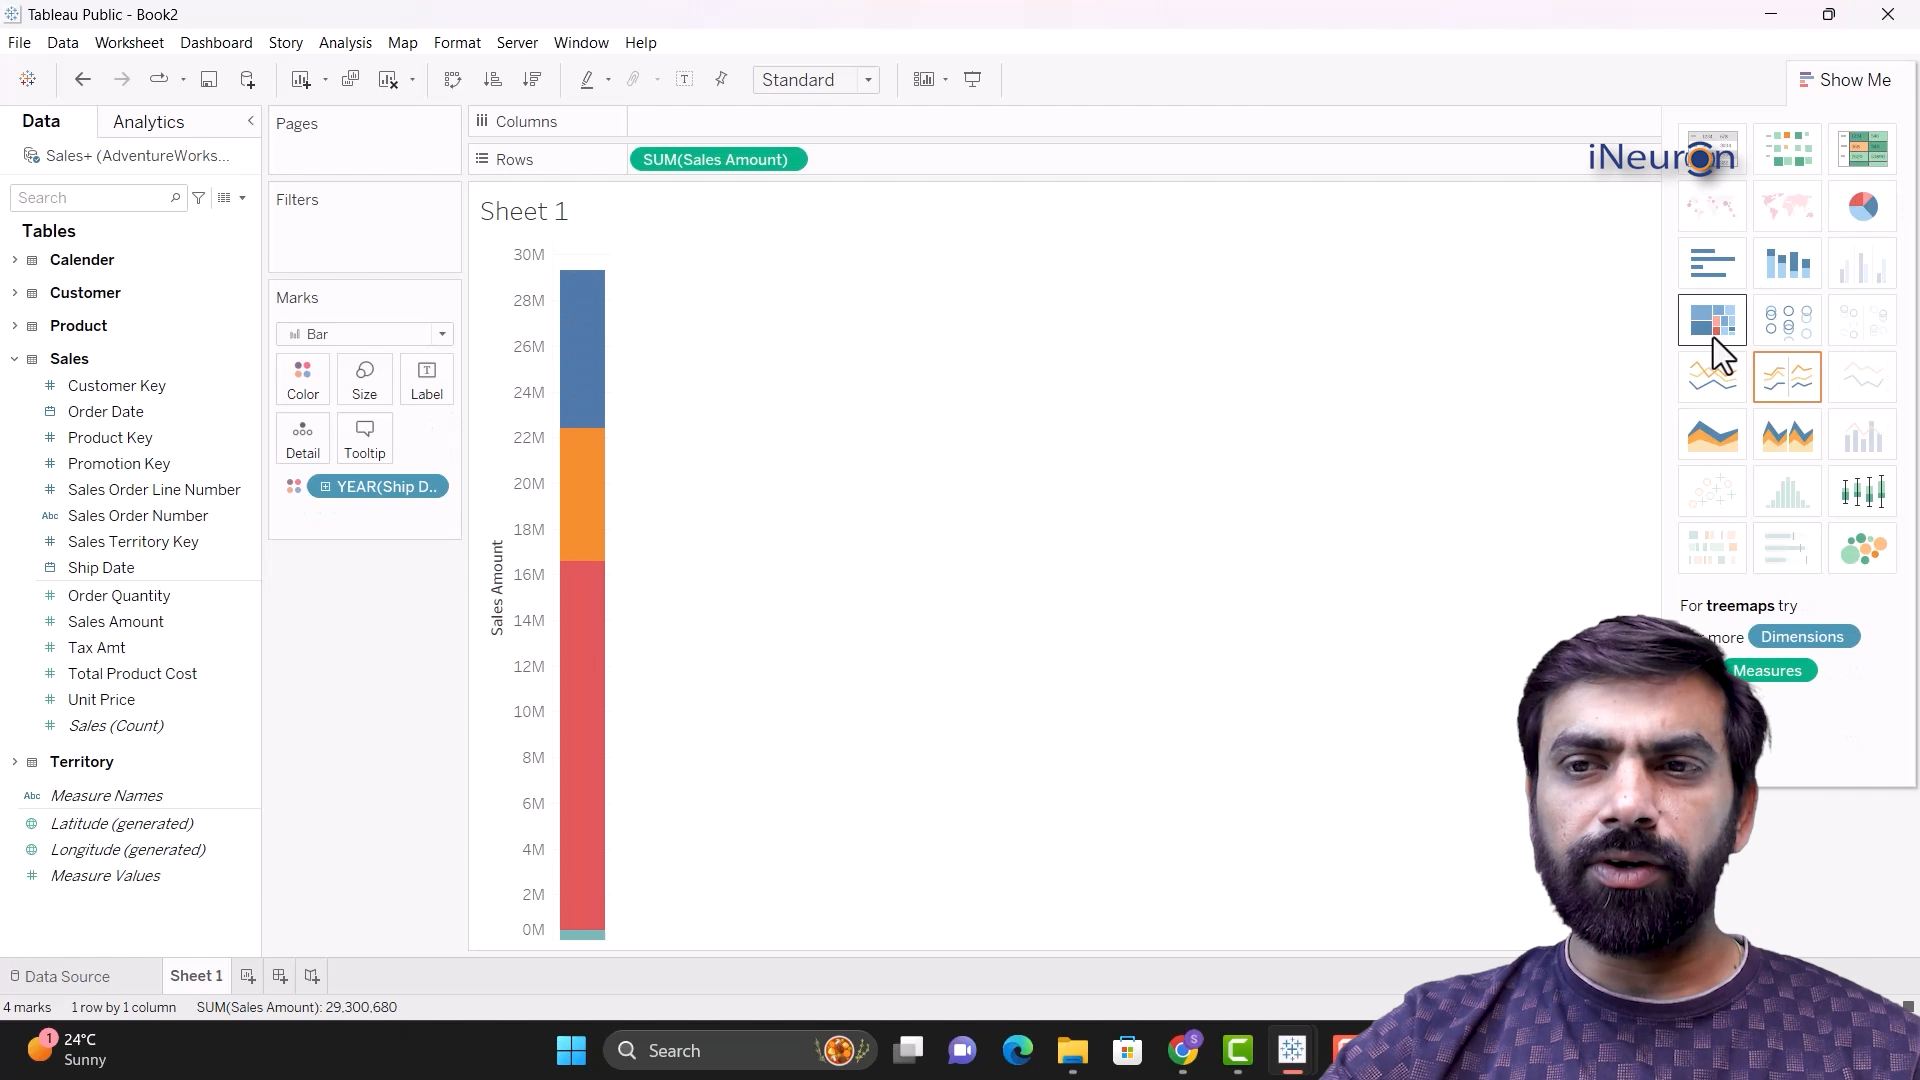 Tableau Public - Book2
File Data Worksheet Dashboard Story Analysis Map Format Server Window Help
Standard
Show Me
Data Analytics
Sales+ (AdventureWorks...
Search
Tables
Calender
Customer
Product
Sales
Customer Key
Order Date
Product Key
Promotion Key
Sales Order Line Number
Abc Sales Order Number
Sales Territory Key
Ship Date
Order Quantity
Sales Amount
Tax Amt
Total Product Cost
Unit Price
Sales (Count)
Territory
Abc Measure Names
Latitude (generated)
Longitude (generated)
Measure Values
Pages
Filters
Marks
Bar
Color Size Label
Detail Tooltip
YEAR(Ship D..
Columns
Rows SUM(Sales Amount)
iNeuron
Sheet 1
Sales Amount
30M
28M
26M
24M
22M
20M
18M
16M
14M
12M
10M
8M
6M
4M
2M
0M
For treemaps try
more Dimensions
Measures
Data Source Sheet 1
4 marks 1 row by 1 column SUM(Sales Amount): 29,300,680
1
24°C
Sunny
Search
S